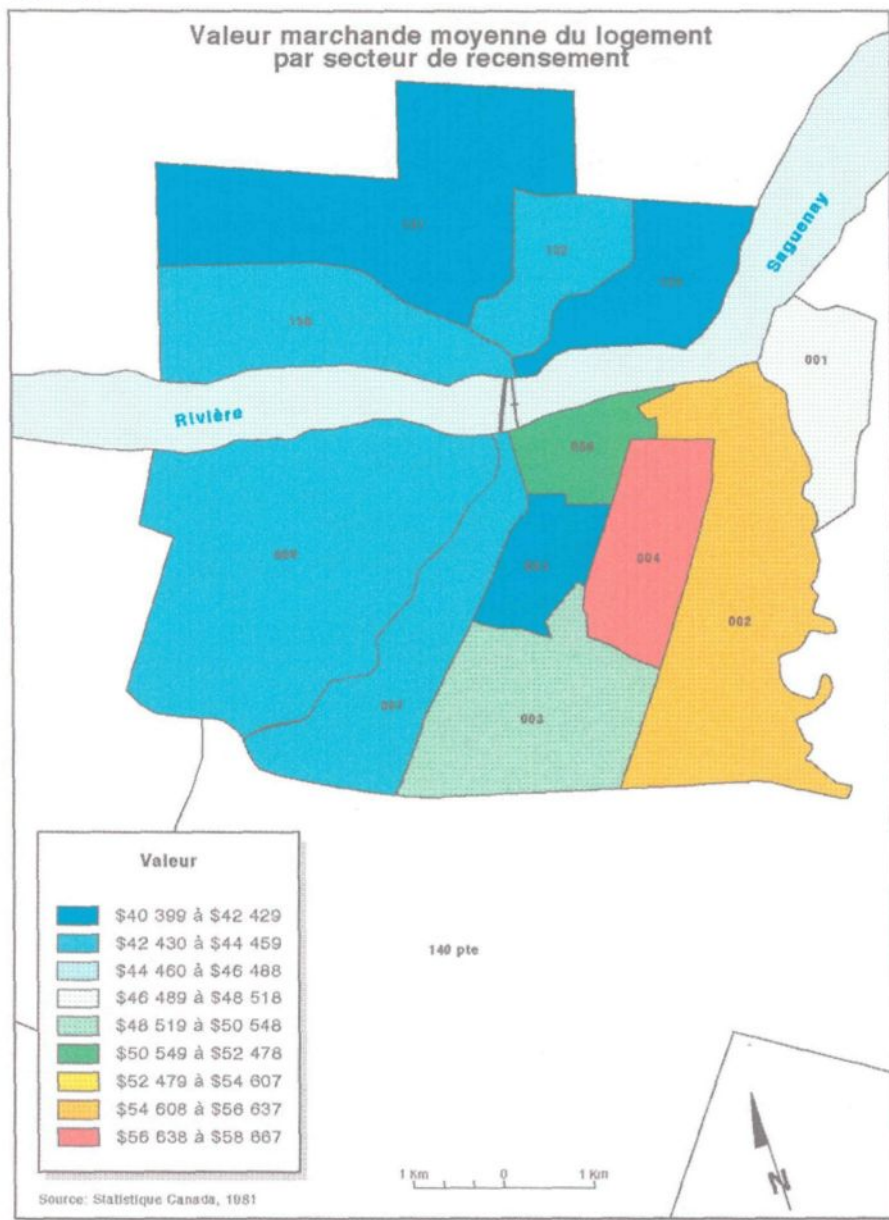 Valeur marchande moyenne du logement
par secteur de recensement
Saguenay
132
001
150
Rivière
006
004
002
003
Valeur
$40 399 à $42 429
$42 430 à $44 459
$44 460 à $46 488
$46 489 à $48 518
$48 519 à $50 548
$50 549 à $52 478
$52 479 à $54 607
$54 608 à $56 637
$56 638 à $58 667
140 pte
1 Km 0 1 Km
N
Source: Statistique Canada, 1981